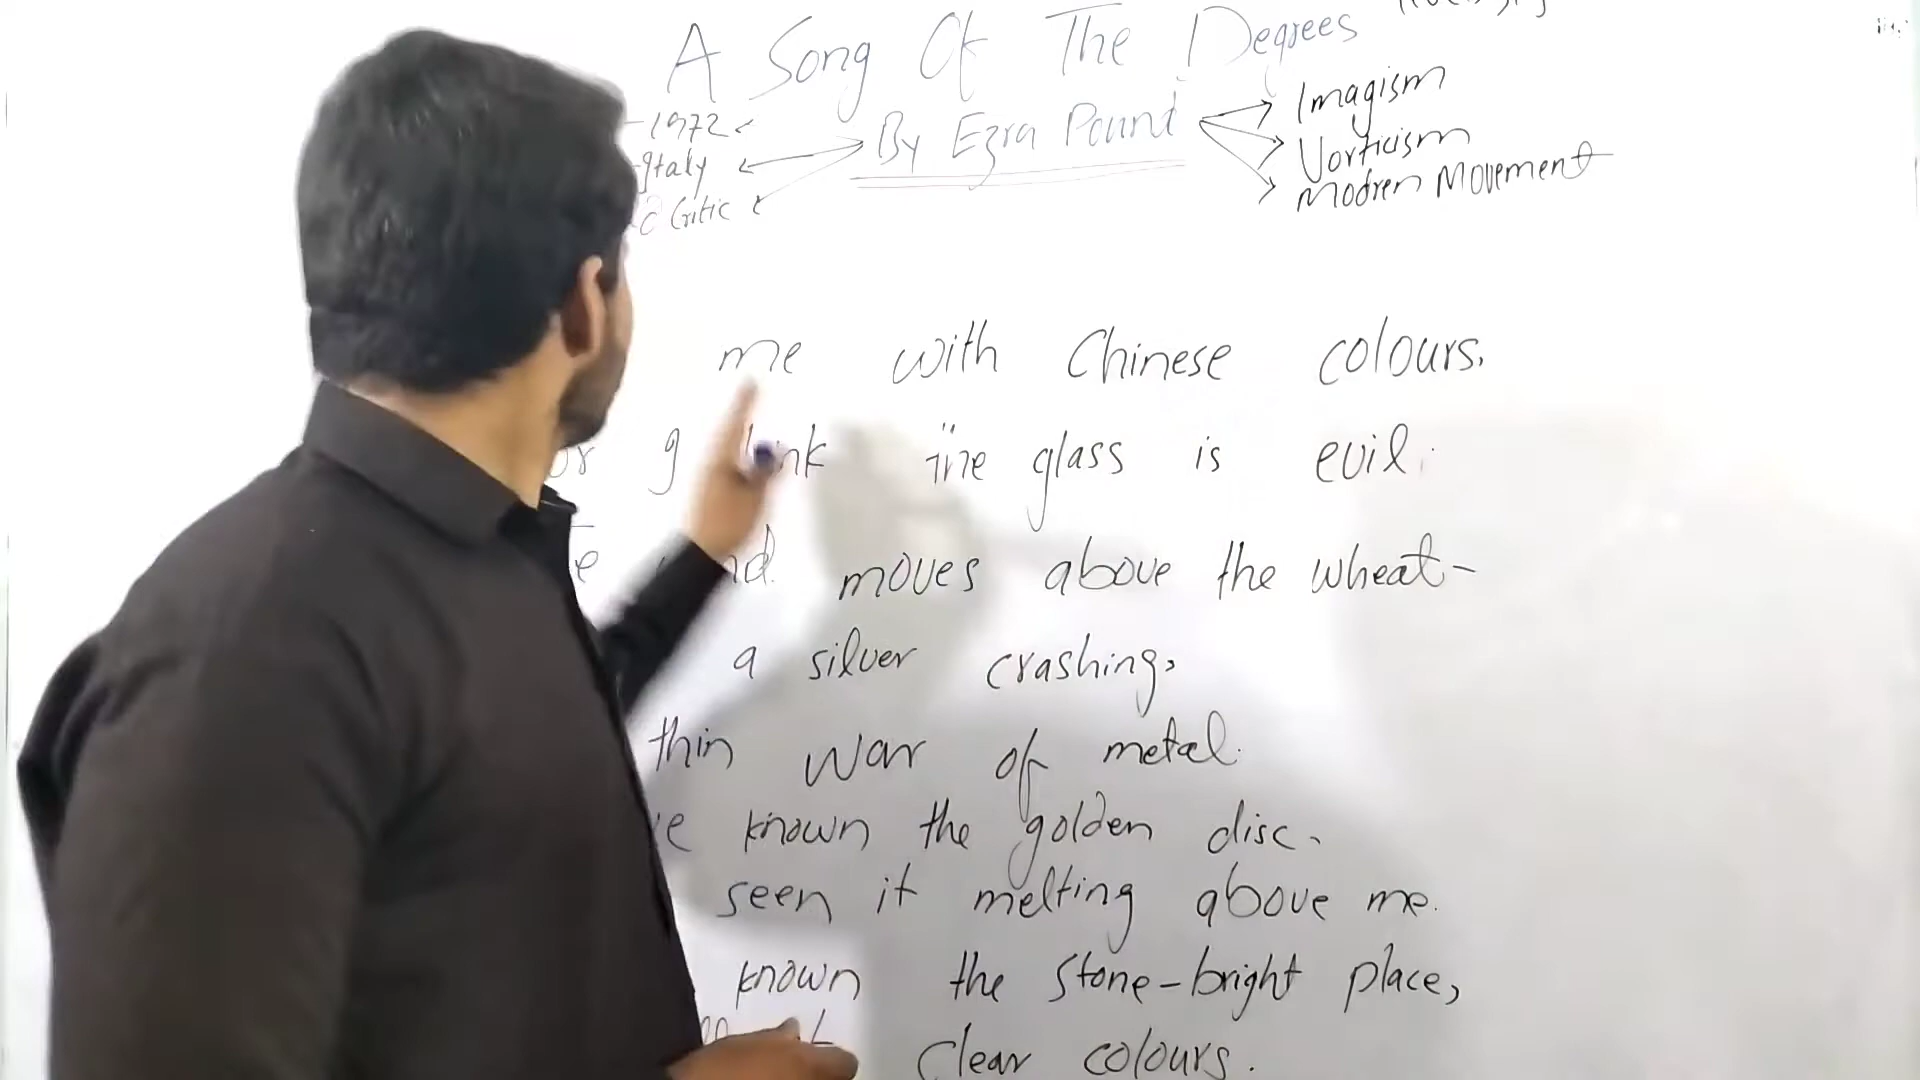 A Song Of The Degrees
1972
By Ezra Pound
Imagism
Italy
Vorticism
Critic
Modren Movement
me with Chinese colours,
or I the glass is evil.
moves above the wheat-
a silver crashing,
thin war of metal.
known the golden disc,
seen it melting above me.
known the stone-bright place,
clear colours.